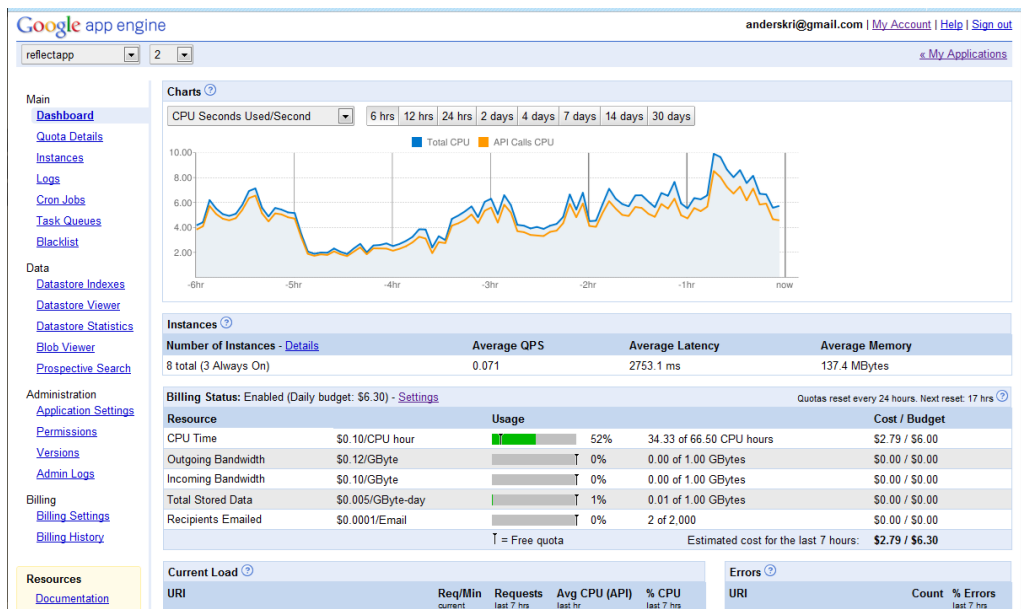 Google app engine
anderskri@gmail.com | My Account | Help | Sign out
reflectapp 2 « My Applications
Main
Dashboard
Quota Details
Instances
Logs
Cron Jobs
Task Queues
Blacklist
Data
Datastore Indexes
Datastore Viewer
Datastore Statistics
Blob Viewer
Prospective Search
Administration
Application Settings
Permissions
Versions
Admin Logs
Billing
Billing Settings
Billing History
Resources
Documentation
Charts ?
CPU Seconds Used/Second 6 hrs 12 hrs 24 hrs 2 days 4 days 7 days 14 days 30 days
Total CPU API Calls CPU
10.00
8.00
6.00
4.00
2.00
-6hr -5hr -4hr -3hr -2hr -1hr now
Instances ?
Number of Instances - Details Average QPS Average Latency Average Memory
8 total (3 Always On) 0.071 2753.1 ms 137.4 MBytes
Billing Status: Enabled (Daily budget: $6.30) - Settings Quotas reset every 24 hours. Next reset: 17 hrs ?
Resource Usage Cost / Budget
CPU Time $0.10/CPU hour 52% 34.33 of 66.50 CPU hours $2.79 / $6.00
Outgoing Bandwidth $0.12/GByte 0% 0.00 of 1.00 GBytes $0.00 / $0.00
Incoming Bandwidth $0.10/GByte 0% 0.00 of 1.00 GBytes $0.00 / $0.00
Total Stored Data $0.005/GByte-day 1% 0.01 of 1.00 GBytes $0.00 / $0.00
Recipients Emailed $0.0001/Email 0% 2 of 2,000 $0.00 / $0.00
= Free quota Estimated cost for the last 7 hours: $2.79 / $6.30
Current Load ?
URI Req/Min Requests Avg CPU (API) % CPU
current last 7 hrs last hr last 7 hrs
Errors ?
URI Count % Errors
last 7 hrs